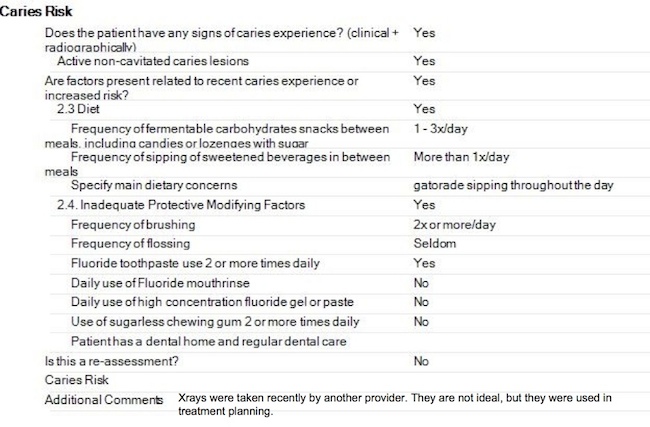 Caries Risk
Does the patient have any signs of caries experience? (clinical + Yes
radiographically)
Active non-cavitated caries lesions Yes
Are factors present related to recent caries experience or Yes
increased risk?
2.3 Diet Yes
Frequency of fermentable carbohydrates snacks between 1 - 3x/day
meals, including candies or lozenges with sugar
Frequency of sipping of sweetened beverages in between More than 1x/day
meals
Specify main dietary concerns gatorade sipping throughout the day
2.4. Inadequate Protective Modifying Factors Yes
Frequency of brushing 2x or more/day
Frequency of flossing Seldom
Fluoride toothpaste use 2 or more times daily Yes
Daily use of Fluoride mouthrinse No
Daily use of high concentration fluoride gel or paste No
Use of sugarless chewing gum 2 or more times daily No
Patient has a dental home and regular dental care
Is this a re-assessment? No
Caries Risk
Additional Comments Xrays were taken recently by another provider. They are not ideal, but they were used in
treatment planning.